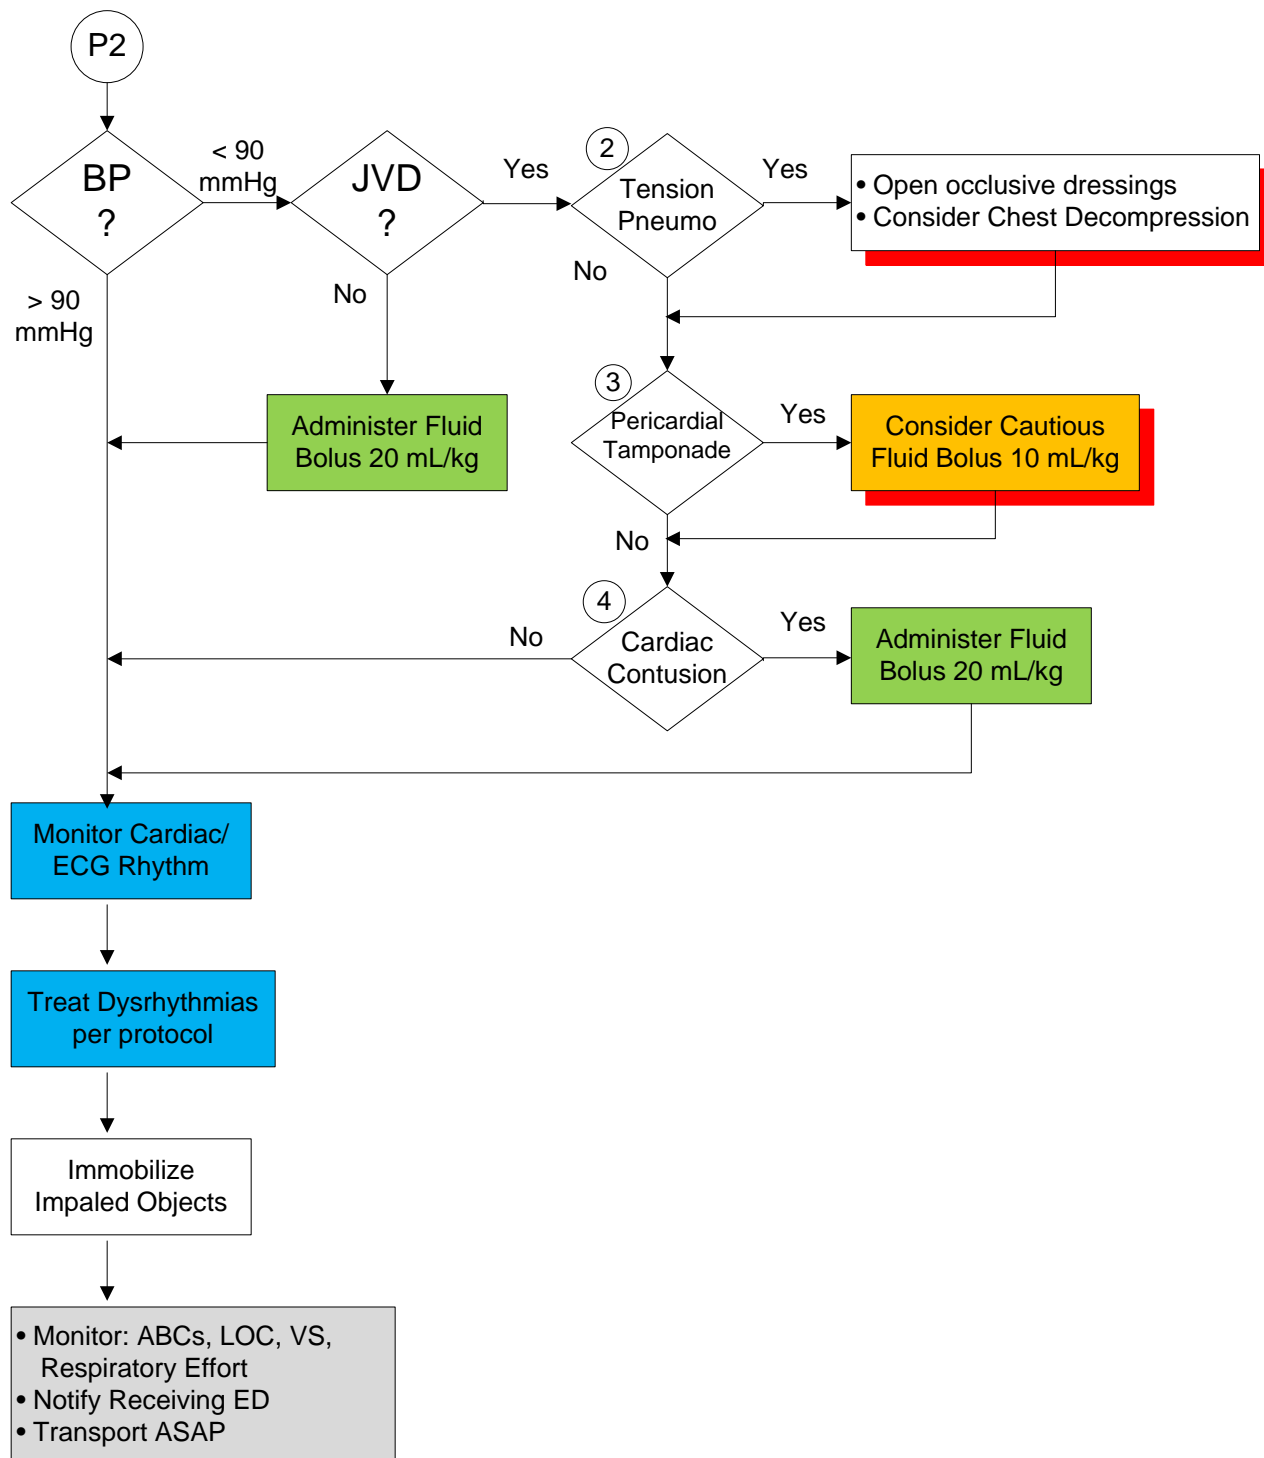 P2
BP
?
< 90
mmHg
JVD
?
Yes
2
Tension
Pneumo
Yes
• Open occlusive dressings
• Consider Chest Decompression
> 90
mmHg
No
No
Administer Fluid
Bolus 20 mL/kg
3
Pericardial
Tamponade
Yes
Consider Cautious
Fluid Bolus 10 mL/kg
No
4
Cardiac
Contusion
No
Yes
Administer Fluid
Bolus 20 mL/kg
Monitor Cardiac/
ECG Rhythm
Treat Dysrhythmias
per protocol
Immobilize
Impaled Objects
• Monitor: ABCs, LOC, VS,
Respiratory Effort
• Notify Receiving ED
• Transport ASAP